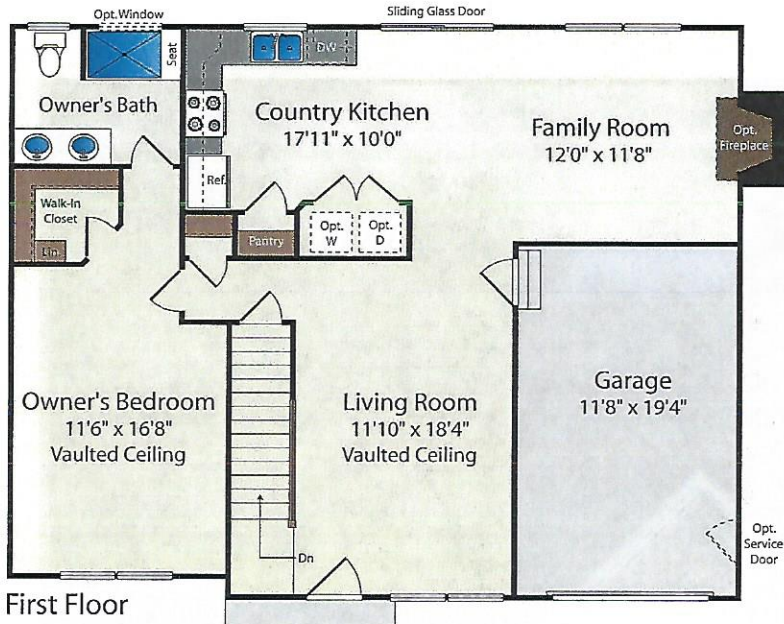 Opt.Window
Sliding Glass Door
Seat
DW
Owner's Bath
Country Kitchen
17'11" x 10'0"
Family Room
12'0" x 11'8"
Opt.
Fireplace
Ref.
Walk-In
Closet
Lin.
Pantry
Opt.
W
Opt.
D
Owner's Bedroom
11'6" x 16'8"
Vaulted Ceiling
Living Room
11'10" x 18'4"
Vaulted Ceiling
Garage
11'8" x 19'4"
Opt.
Service
Door
Dn
First Floor